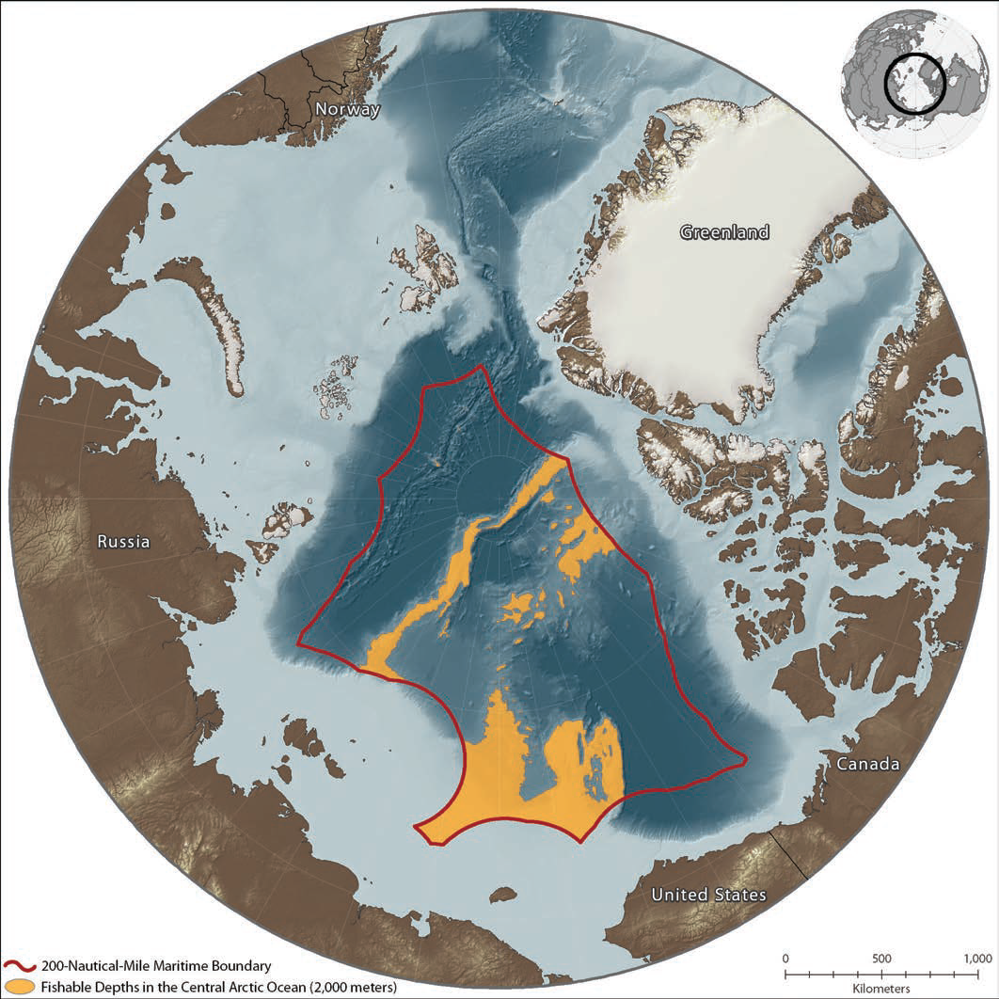 Norway
Greenland
Russia
Canada
United States
200-Nautical-Mile Maritime Boundary
Fishable Depths in the Central Arctic Ocean (2,000 meters)
0 500 1,000
Kilometers